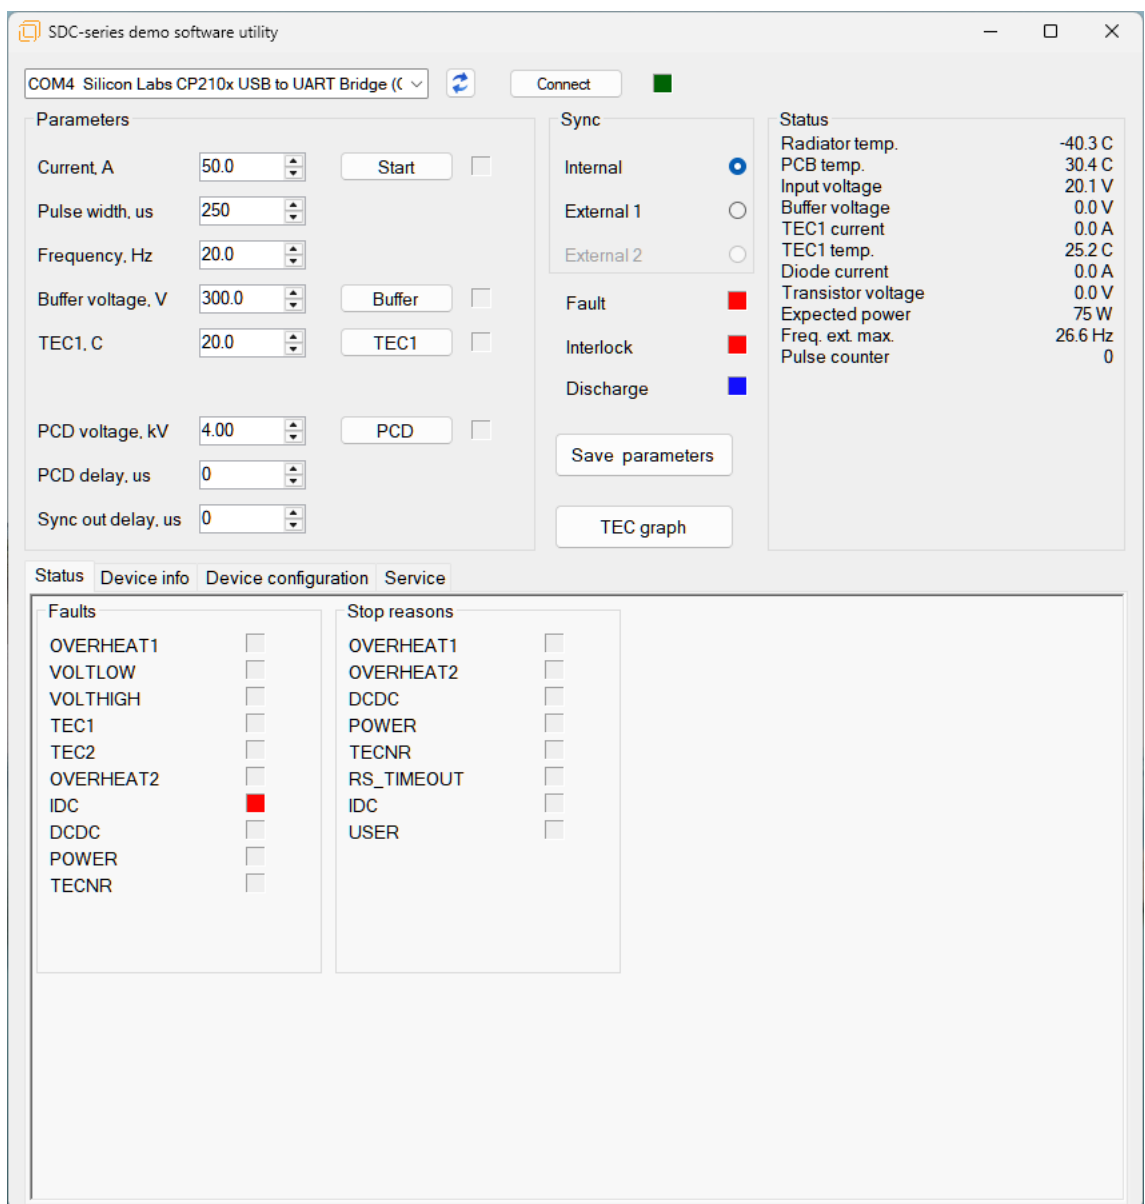 SDC-series demo software utility
COM4 Silicon Labs CP210x USB to UART Bridge (C
Connect
Parameters
Current, A 50.0 Start
Pulse width, us 250
Frequency, Hz 20.0
Buffer voltage, V 300.0 Buffer
TEC1, C 20.0 TEC1
PCD voltage, kV 4.00 PCD
PCD delay, us 0
Sync out delay, us 0
Sync
Internal
External 1
External 2
Fault
Interlock
Discharge
Save parameters
TEC graph
Status
Radiator temp. -40.3 C
PCB temp. 30.4 C
Input voltage 20.1 V
Buffer voltage 0.0 V
TEC1 current 0.0 A
TEC1 temp. 25.2 C
Diode current 0.0 A
Transistor voltage 0.0 V
Expected power 75 W
Freq. ext. max. 26.6 Hz
Pulse counter 0
Status Device info Device configuration Service
Faults
OVERHEAT1
VOLTLOW
VOLTHIGH
TEC1
TEC2
OVERHEAT2
IDC
DCDC
POWER
TECNR
Stop reasons
OVERHEAT1
OVERHEAT2
DCDC
POWER
TECNR
RS_TIMEOUT
IDC
USER